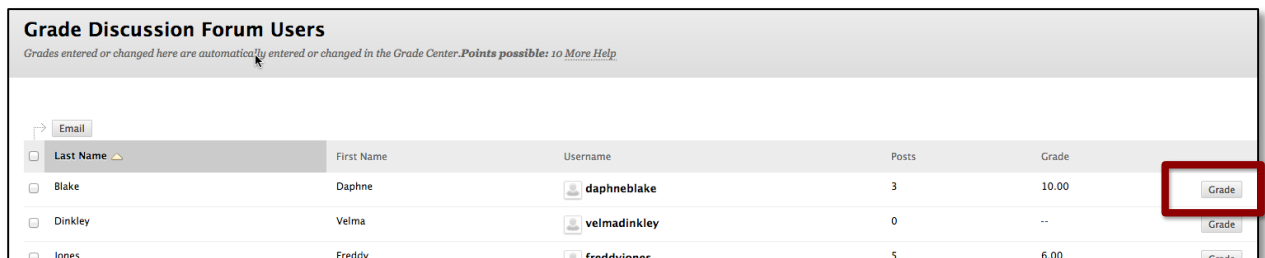 Grade Discussion Forum Users
Grades entered or changed here are automatically entered or changed in the Grade Center.Points possible: 10 More Help
Email
Last Name First Name Username Posts Grade
Blake Daphne daphneblake 3 10.00 Grade
Dinkley Velma velmadinkley 0 -- Grade
Jones Freddy freddyjones 5 6.00 Grade